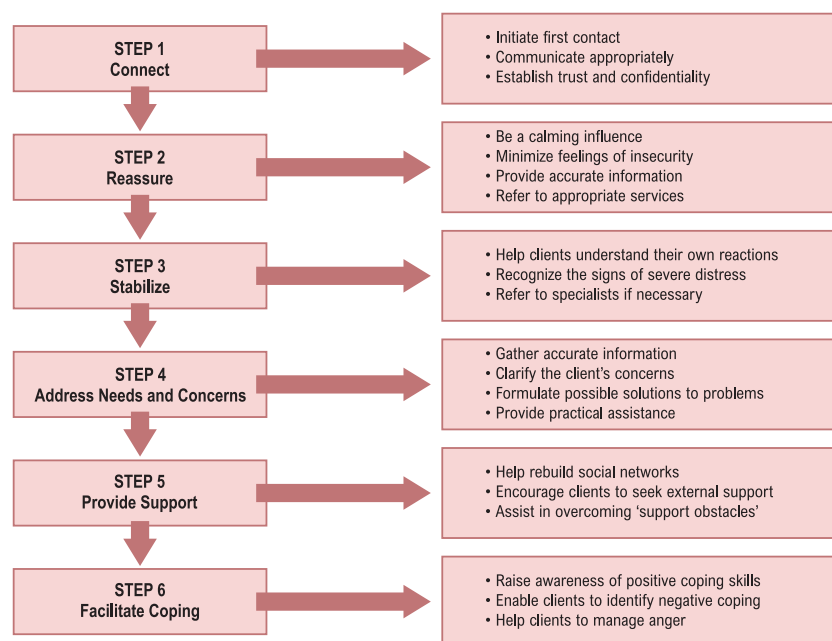 STEP 1
Connect
• Initiate first contact
• Communicate appropriately
• Establish trust and confidentiality
STEP 2
Reassure
• Be a calming influence
• Minimize feelings of insecurity
• Provide accurate information
• Refer to appropriate services
STEP 3
Stabilize
• Help clients understand their own reactions
• Recognize the signs of severe distress
• Refer to specialists if necessary
STEP 4
Address Needs and Concerns
• Gather accurate information
• Clarify the client’s concerns
• Formulate possible solutions to problems
• Provide practical assistance
STEP 5
Provide Support
• Help rebuild social networks
• Encourage clients to seek external support
• Assist in overcoming ‘support obstacles’
STEP 6
Facilitate Coping
• Raise awareness of positive coping skills
• Enable clients to identify negative coping
• Help clients to manage anger